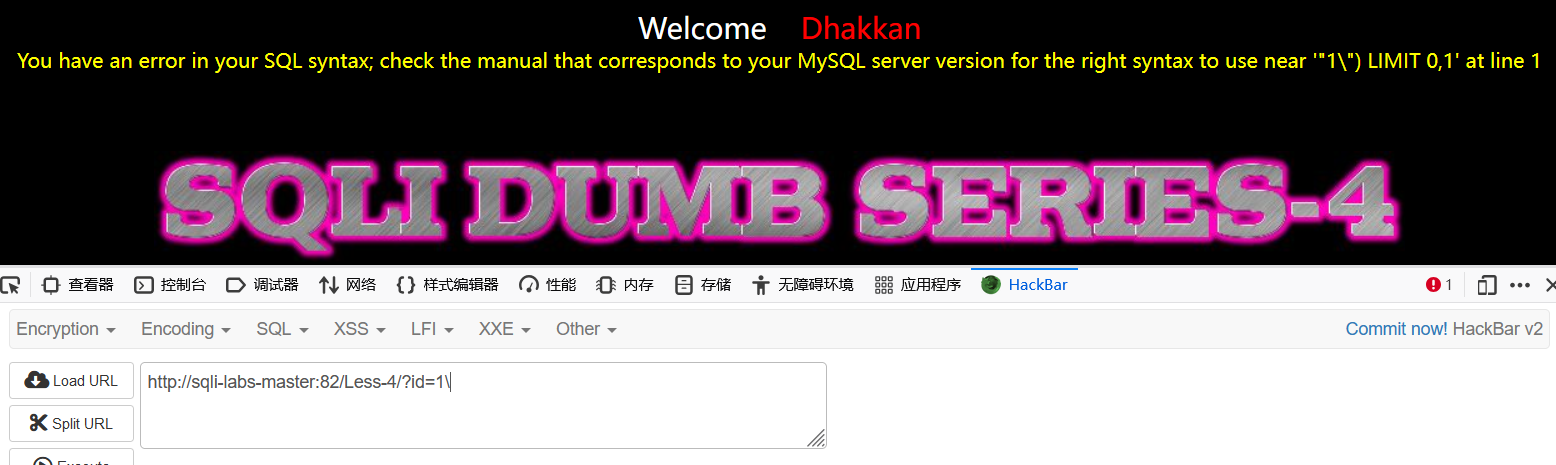 Welcome Dhakkan
You have an error in your SQL syntax; check the manual that corresponds to your MySQL server version for the right syntax to use near '"1\") LIMIT 0,1' at line 1
SQLI DUMB SERIES-4
查看器 控制台 调试器 网络 {} 样式编辑器 性能 内存 存储 无障碍环境 应用程序 HackBar 1
Encryption Encoding SQL XSS LFI XXE Other Commit now! HackBar v2
Load URL http://sqli-labs-master:82/Less-4/?id=1\
Split URL
Execute